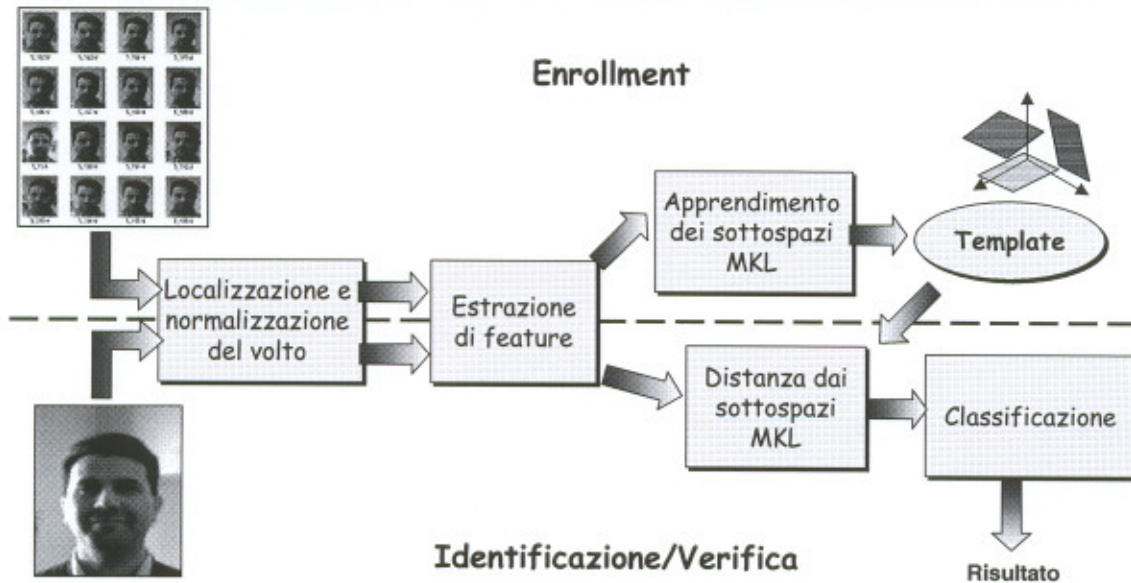 Enrollment
Apprendimento
dei sottospazi
MKL
Template
Localizzazione e
normalizzazione
del volto
Estrazione
di feature
Distanza dai
sottospazi
MKL
Classificazione
Identificazione/Verifica
Risultato